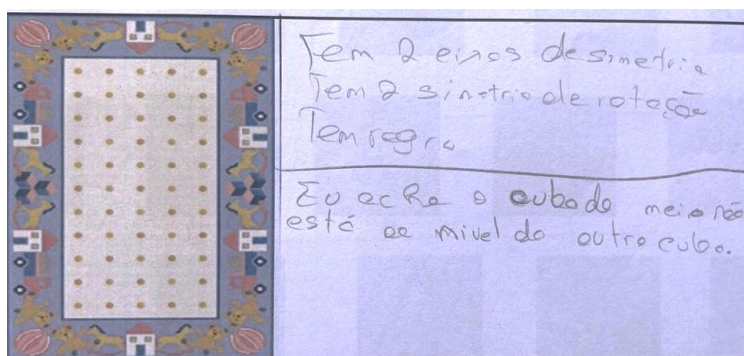 Tem 2 eixos de simetria
Tem 2 simetria de rotação
Tem regra
Eu acho o cubo do meio não
está ao nível do outro cubo.